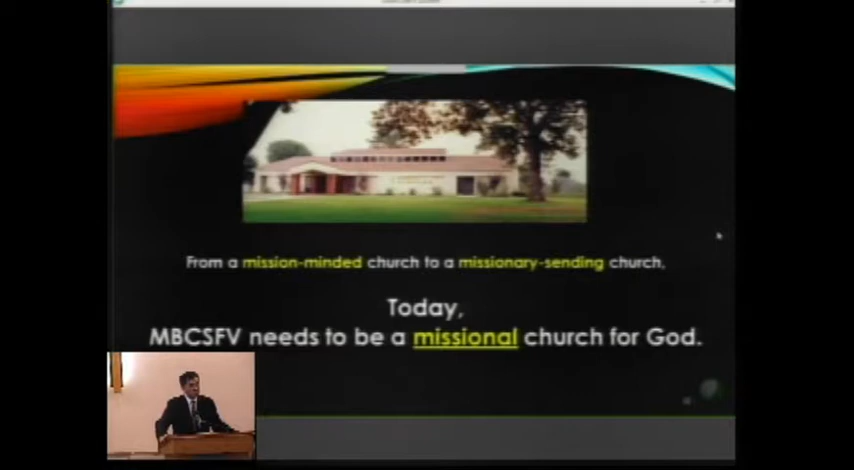 From a mission-minded church to a missionary-sending church,
Today,
MBCSFV needs to be a missional church for God.